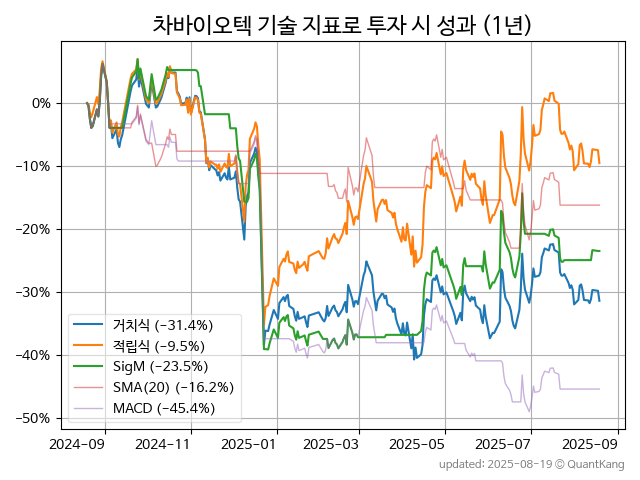 차바이오텍 기술 지표로 투자 시 성과 (1년)
0%
−10%
−20%
−30%
−40%
−50%
거치식 (−31.4%)
적립식 (−9.5%)
SigM (−23.5%)
SMA(20) (−16.2%)
MACD (−45.4%)
2024-09
2024-11
2025-01
2025-03
2025-05
2025-07
2025-09
updated: 2025-08-19 © QuantKang